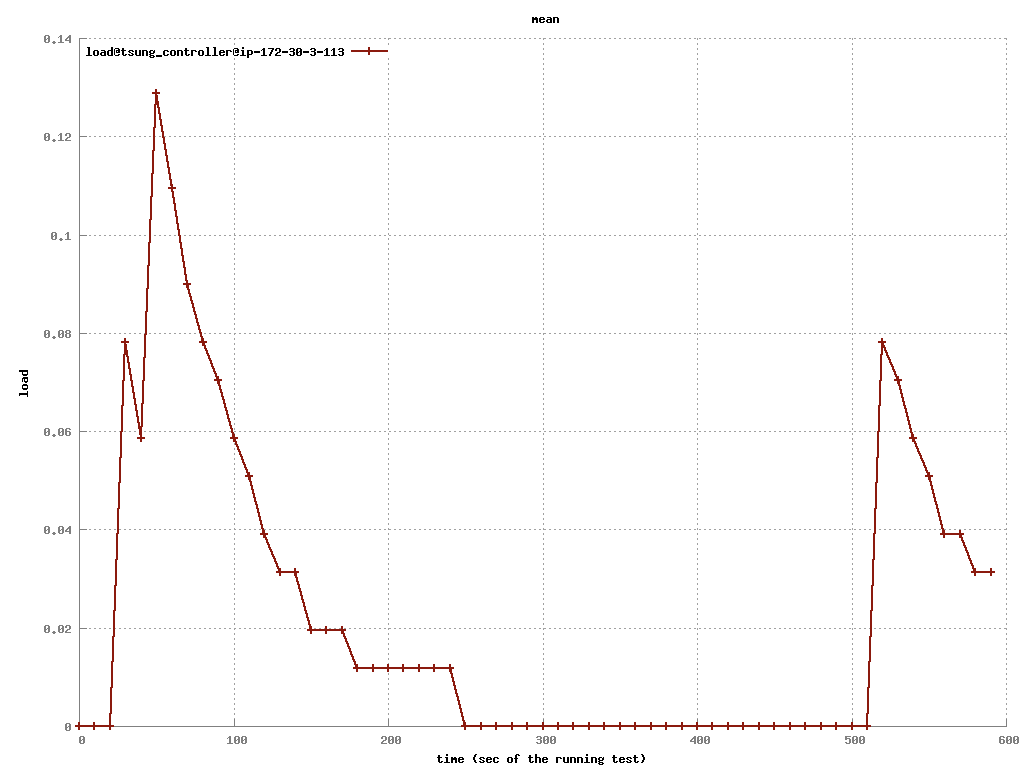 mean
0.14
load@tsung_controller@ip-172-30-3-113
0.12
0.1
0.08
load
0.06
0.04
0.02
0
0 100 200 300 400 500 600
time (sec of the running test)